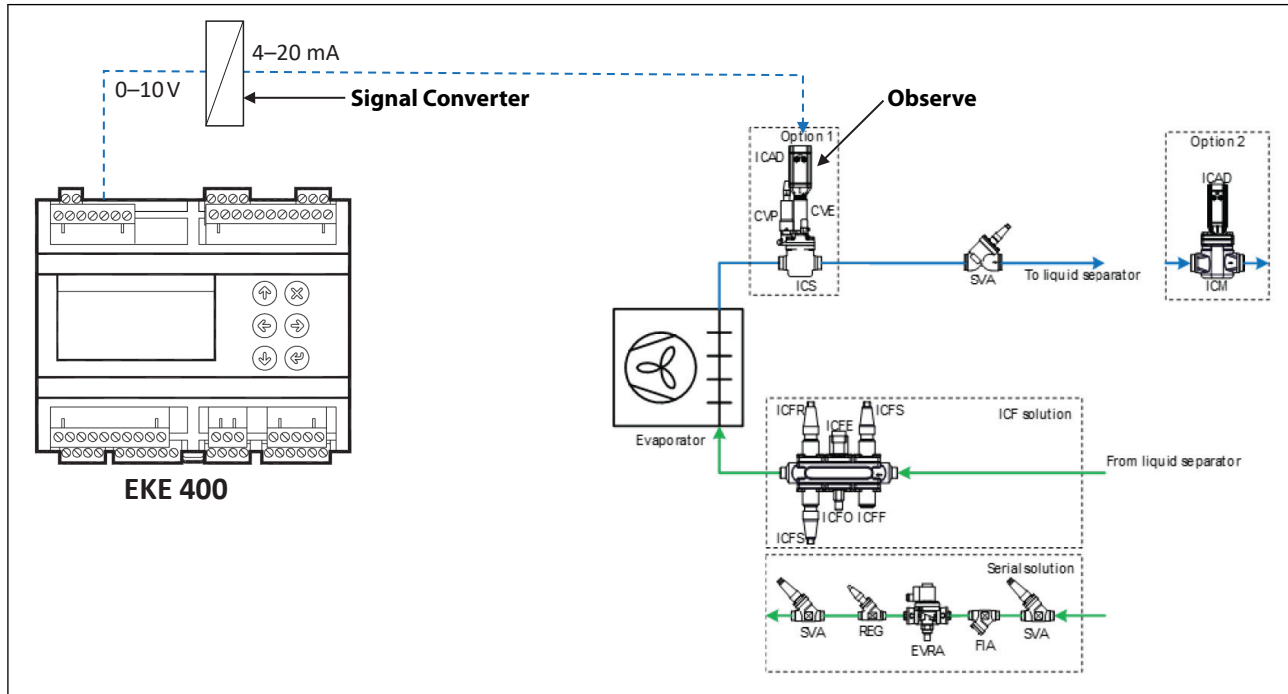 4–20 mA
0–10 V
Signal Converter
Observe
Option 1
ICAD
CVP
CVE
ICS
SVA
To liquid separator
Option 2
ICAD
ICM
EKE 400
Evaporator
ICF solution
ICFR
ICFE
ICFS
From liquid separator
ICFS
ICFO
ICFF
Serial solution
SVA
REG
EVRA
FIA
SVA